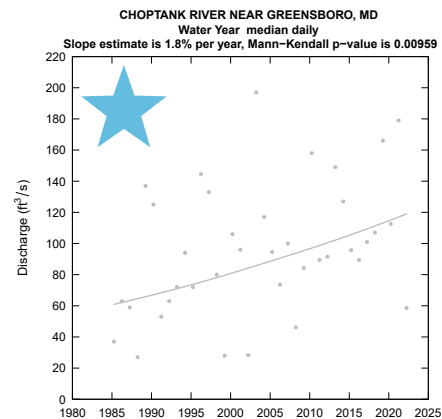 CHOPTANK RIVER NEAR GREENSBORO, MD
Water Year median daily
Slope estimate is 1.8% per year, Mann−Kendall p−value is 0.00959
220
200
180
160
140
120
100
80
60
40
20
0
Discharge (ft³/s)
1980 1985 1990 1995 2000 2005 2010 2015 2020 2025